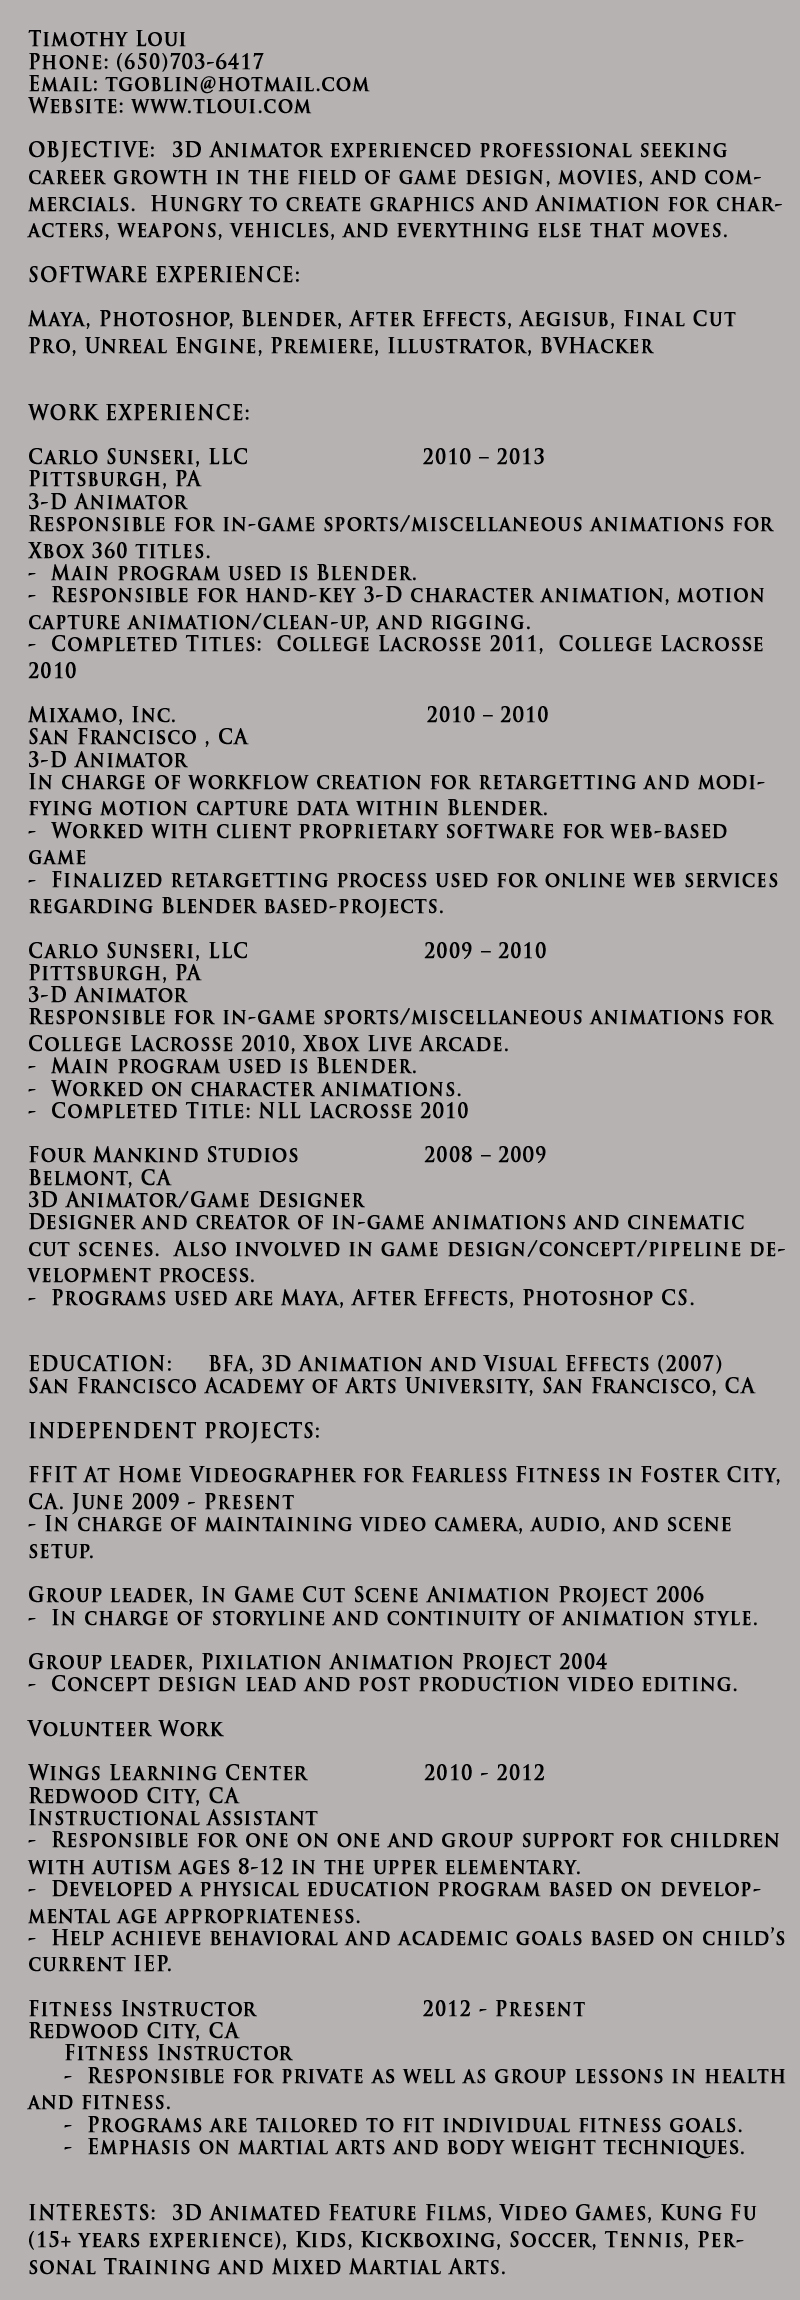 Timothy Loui
Phone: (650)703-6417
Email: tgoblin@hotmail.com
Website: www.tloui.com
OBJECTIVE: 3D Animator experienced professional seeking
career growth in the field of game design, movies, and com-
mercials. Hungry to create graphics and Animation for char-
acters, weapons, vehicles, and everything else that moves.
SOFTWARE EXPERIENCE:
Maya, Photoshop, Blender, After Effects, Aegisub, Final Cut
Pro, Unreal Engine, Premiere, Illustrator, BVHacker
WORK EXPERIENCE:
Carlo Sunseri, LLC 2010 – 2013
Pittsburgh, PA
3-D Animator
Responsible for in-game sports/miscellaneous animations for
Xbox 360 titles.
- Main program used is Blender.
- Responsible for hand-key 3-D character animation, motion
capture animation/clean-up, and rigging.
- Completed Titles: College Lacrosse 2011, College Lacrosse
2010
Mixamo, Inc. 2010 – 2010
San Francisco , CA
3-D Animator
In charge of workflow creation for retargetting and modi-
fying motion capture data within Blender.
- Worked with client proprietary software for web-based
game
- Finalized retargetting process used for online web services
regarding Blender based-projects.
Carlo Sunseri, LLC 2009 – 2010
Pittsburgh, PA
3-D Animator
Responsible for in-game sports/miscellaneous animations for
College Lacrosse 2010, Xbox Live Arcade.
- Main program used is Blender.
- Worked on character animations.
- Completed Title: NLL Lacrosse 2010
Four Mankind Studios 2008 – 2009
Belmont, CA
3D Animator/Game Designer
Designer and creator of in-game animations and cinematic
cut scenes. Also involved in game design/concept/pipeline de-
velopment process.
- Programs used are Maya, After Effects, Photoshop CS.
EDUCATION: BFA, 3D Animation and Visual Effects (2007)
San Francisco Academy of Arts University, San Francisco, CA
INDEPENDENT PROJECTS:
FFIT At Home Videographer for Fearless Fitness in Foster City,
CA. June 2009 - Present
- In charge of maintaining video camera, audio, and scene
setup.
Group leader, In Game Cut Scene Animation Project 2006
- In charge of storyline and continuity of animation style.
Group leader, Pixilation Animation Project 2004
- Concept design lead and post production video editing.
Volunteer Work
Wings Learning Center 2010 - 2012
Redwood City, CA
Instructional Assistant
- Responsible for one on one and group support for children
with autism ages 8-12 in the upper elementary.
- Developed a physical education program based on develop-
mental age appropriateness.
- Help achieve behavioral and academic goals based on child’s
current IEP.
Fitness Instructor 2012 - Present
Redwood City, CA
Fitness Instructor
- Responsible for private as well as group lessons in health
and fitness.
- Programs are tailored to fit individual fitness goals.
- Emphasis on martial arts and body weight techniques.
INTERESTS: 3D Animated Feature Films, Video Games, Kung Fu
(15+ years experience), Kids, Kickboxing, Soccer, Tennis, Per-
sonal Training and Mixed Martial Arts.